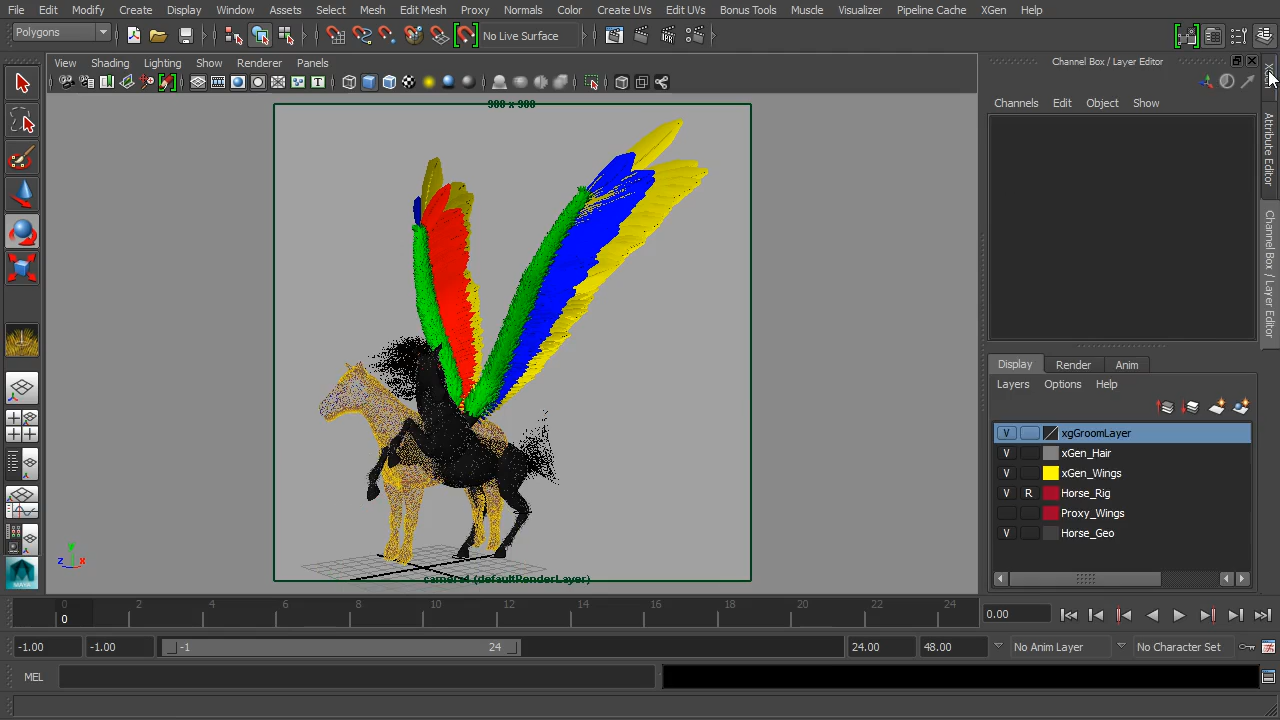 File Edit Modify Create Display Window Assets Select Mesh Edit Mesh Proxy Normals Color Create UVs Edit UVs Bonus Tools Muscle Visualizer Pipeline Cache XGen Help
Polygons
No Live Surface
View Shading Lighting Show Renderer Panels
Channel Box / Layer Editor
Channels Edit Object Show
Attribute Editor
Channel Box / Layer Editor
camera4 (defaultRenderLayer)
Display Render Anim
Layers Options Help
V xgGroomLayer
V xGen_Hair
V xGen_Wings
V R Horse_Rig
Proxy_Wings
V Horse_Geo
z y x
0 2 4 6 8 10 12 14 16 18 20 22 24
0
0.00
-1.00 -1.00 -1 24 24.00 48.00 No Anim Layer No Character Set
MEL